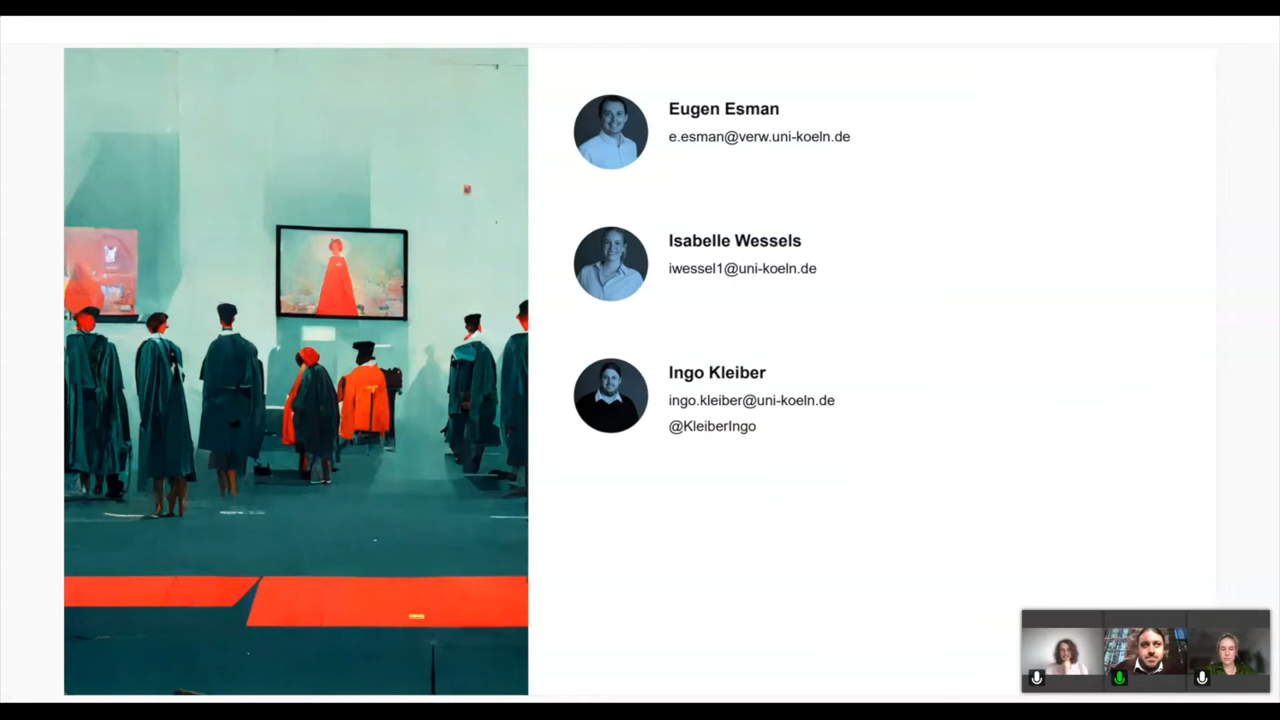 Eugen Esman
e.esman@verw.uni-koeln.de
Isabelle Wessels
iwessel1@uni-koeln.de
Ingo Kleiber
ingo.kleiber@uni-koeln.de
@KleiberIngo